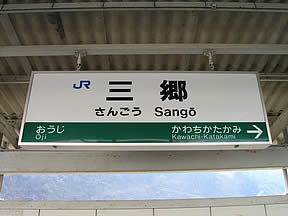 JR 三郷
さんごう Sangō
おうじ かわちかたかみ →
Oji Kawachi-Katakami